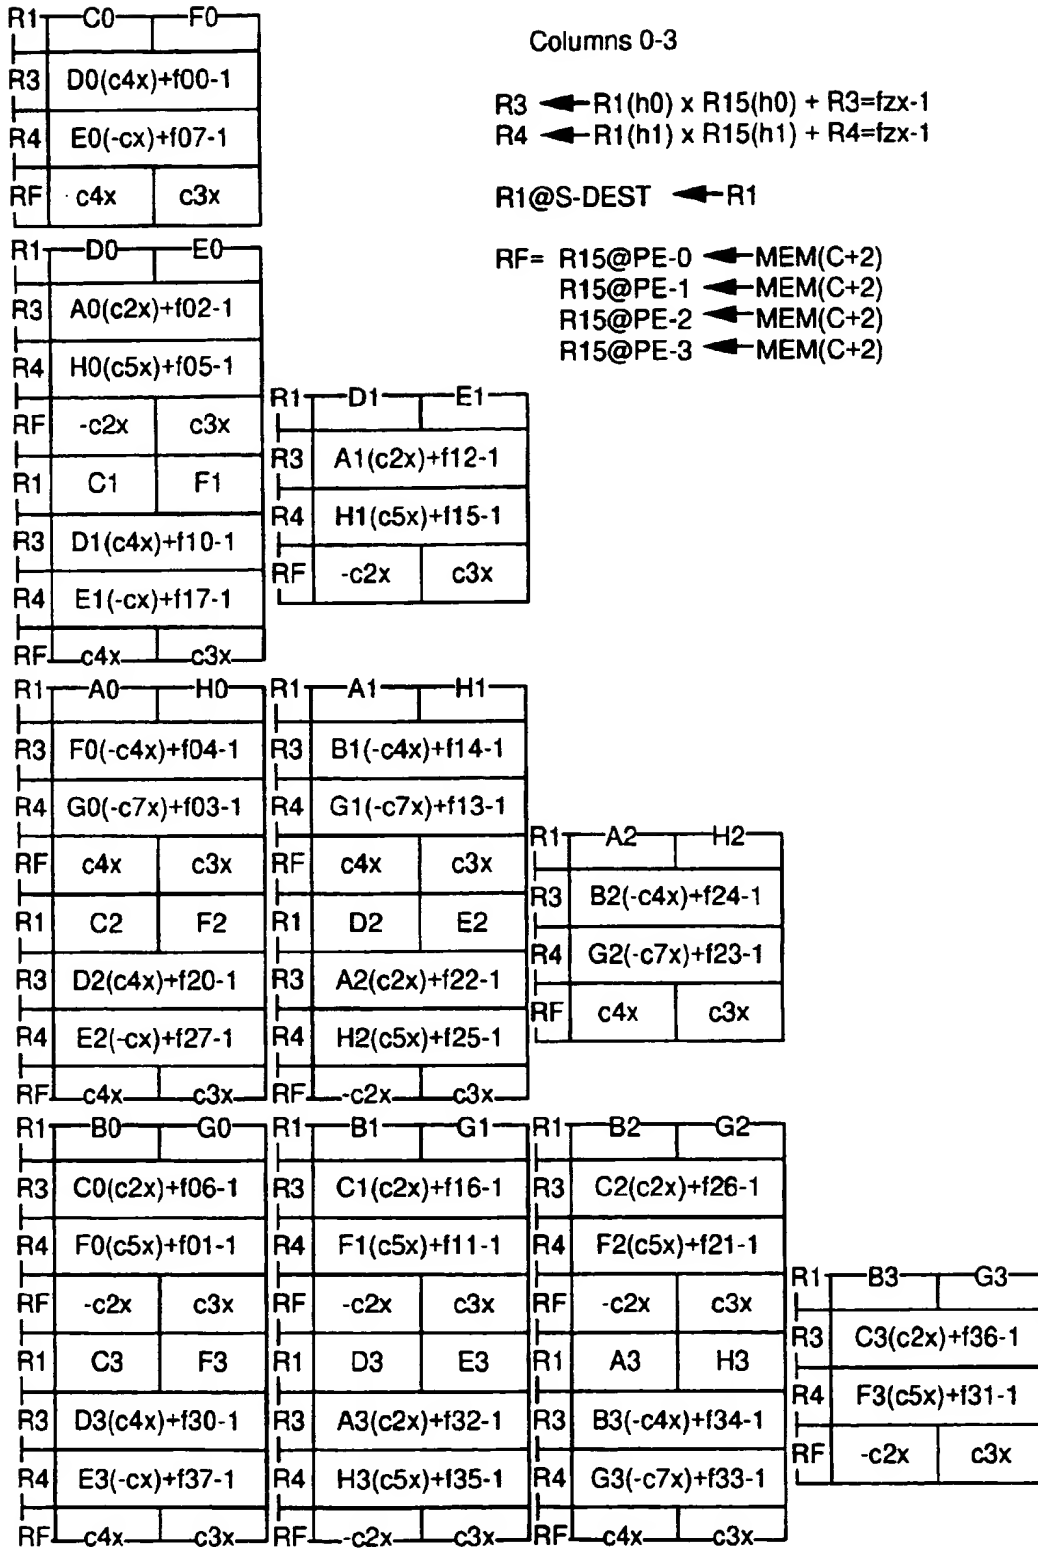 Columns 0-3
R3 ← R1(h0) x R15(h0) + R3=fzx-1
R4 ← R1(h1) x R15(h1) + R4=fzx-1
R1@S-DEST ← R1
RF= R15@PE-0 ← MEM(C+2)
R15@PE-1 ← MEM(C+2)
R15@PE-2 ← MEM(C+2)
R15@PE-3 ← MEM(C+2)
R1 C0 F0
R3 D0(c4x)+f00-1
R4 E0(-cx)+f07-1
RF c4x c3x
R1 D0 E0
R3 A0(c2x)+f02-1
R4 H0(c5x)+f05-1
RF -c2x c3x
R1 C1 F1
R3 D1(c4x)+f10-1
R4 E1(-cx)+f17-1
RF c4x c3x
R1 D1 E1
R3 A1(c2x)+f12-1
R4 H1(c5x)+f15-1
RF -c2x c3x
R1 A0 H0
R3 F0(-c4x)+f04-1
R4 G0(-c7x)+f03-1
RF c4x c3x
R1 C2 F2
R3 D2(c4x)+f20-1
R4 E2(-cx)+f27-1
RF c4x c3x
R1 A1 H1
R3 B1(-c4x)+f14-1
R4 G1(-c7x)+f13-1
RF c4x c3x
R1 D2 E2
R3 A2(c2x)+f22-1
R4 H2(c5x)+f25-1
RF -c2x c3x
R1 A2 H2
R3 B2(-c4x)+f24-1
R4 G2(-c7x)+f23-1
RF c4x c3x
R1 B0 G0
R3 C0(c2x)+f06-1
R4 F0(c5x)+f01-1
RF -c2x c3x
R1 C3 F3
R3 D3(c4x)+f30-1
R4 E3(-cx)+f37-1
RF c4x c3x
R1 B1 G1
R3 C1(c2x)+f16-1
R4 F1(c5x)+f11-1
RF -c2x c3x
R1 D3 E3
R3 A3(c2x)+f32-1
R4 H3(c5x)+f35-1
RF -c2x c3x
R1 B2 G2
R3 C2(c2x)+f26-1
R4 F2(c5x)+f21-1
RF -c2x c3x
R1 A3 H3
R3 B3(-c4x)+f34-1
R4 G3(-c7x)+f33-1
RF c4x c3x
R1 B3 G3
R3 C3(c2x)+f36-1
R4 F3(c5x)+f31-1
RF -c2x c3x